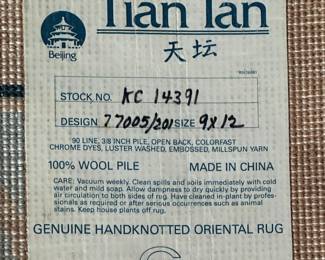 Tian Tan
天坛
Beijing
STOCK NO. KC 14391
DESIGN 77005/201 SIZE 9X12
90 LINE, 3/8 INCH PILE, OPEN BACK, COLORFAST
CHROME DYES, LUSTER WASHED, EMBOSSED, MILLSPUN YARN
100% WOOL PILE MADE IN CHINA
CARE: Vacuum weekly. Clean spills and soils immediately with cold
water and mild soap. Allow dampness to dry quickly by providing
air circulation to both sides of rug. Have cleaned in-plant by profes-
sionals as required or after serious occurrences such as animal
stains. Keep house plants off rug.
GENUINE HANDKNOTTED ORIENTAL RUG